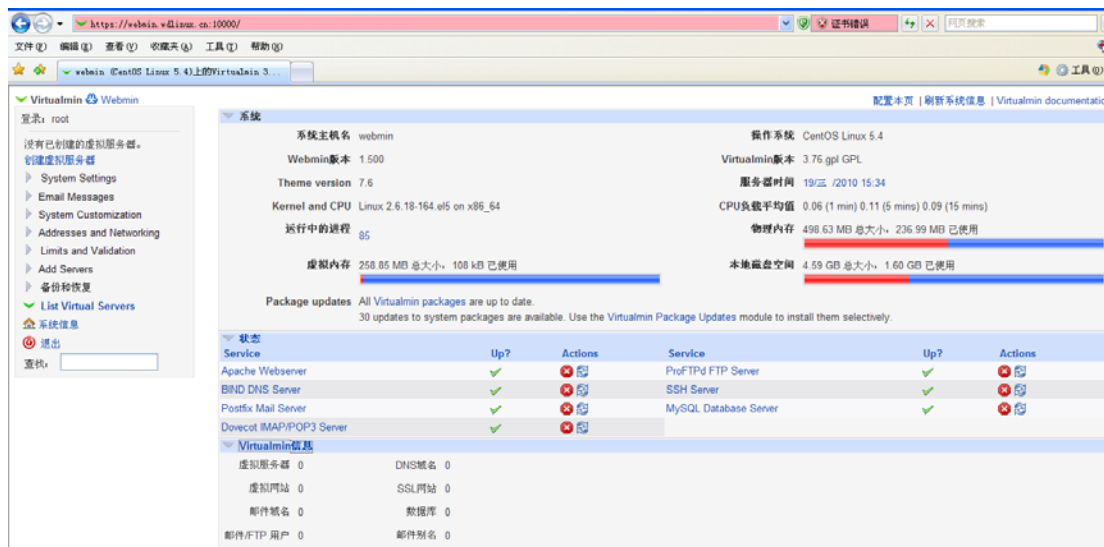 https://webmin.wdlinux.cn:10000/
证书错误
网页搜索
文件(F) 编辑(E) 查看(V) 收藏夹(A) 工具(T) 帮助(H)
webmin (CentOS Linux 5.4)上的Virtualmin 3...
工具(O)
Virtualmin Webmin
配置本页 | 刷新系统信息 | Virtualmin documentatic
登录: root
没有已创建的虚拟服务器。
创建虚拟服务器
System Settings
Email Messages
System Customization
Addresses and Networking
Limits and Validation
Add Servers
备份和恢复
List Virtual Servers
系统信息
退出
查找:
系统
系统主机名 webmin 操作系统 CentOS Linux 5.4
Webmin版本 1.500 Virtualmin版本 3.76.gpl GPL
Theme version 7.6 服务器时间 19/三 /2010 15:34
Kernel and CPU Linux 2.6.18-164.el5 on x86_64 CPU负载平均值 0.06 (1 min) 0.11 (5 mins) 0.09 (15 mins)
运行中的进程 85 物理内存 498.63 MB 总大小, 236.99 MB 已使用
虚拟内存 258.85 MB 总大小, 108 kB 已使用 本地磁盘空间 4.59 GB 总大小, 1.60 GB 已使用
Package updates All Virtualmin packages are up to date.
30 updates to system packages are available. Use the Virtualmin Package Updates module to install them selectively.
状态
Service Up? Actions Service Up? Actions
Apache Webserver ProFTPd FTP Server
BIND DNS Server SSH Server
Postfix Mail Server MySQL Database Server
Dovecot IMAP/POP3 Server
Virtualmin信息
虚拟服务器 0 DNS域名 0
虚拟网站 0 SSL网站 0
邮件域名 0 数据库 0
邮件/FTP 用户 0 邮件别名 0